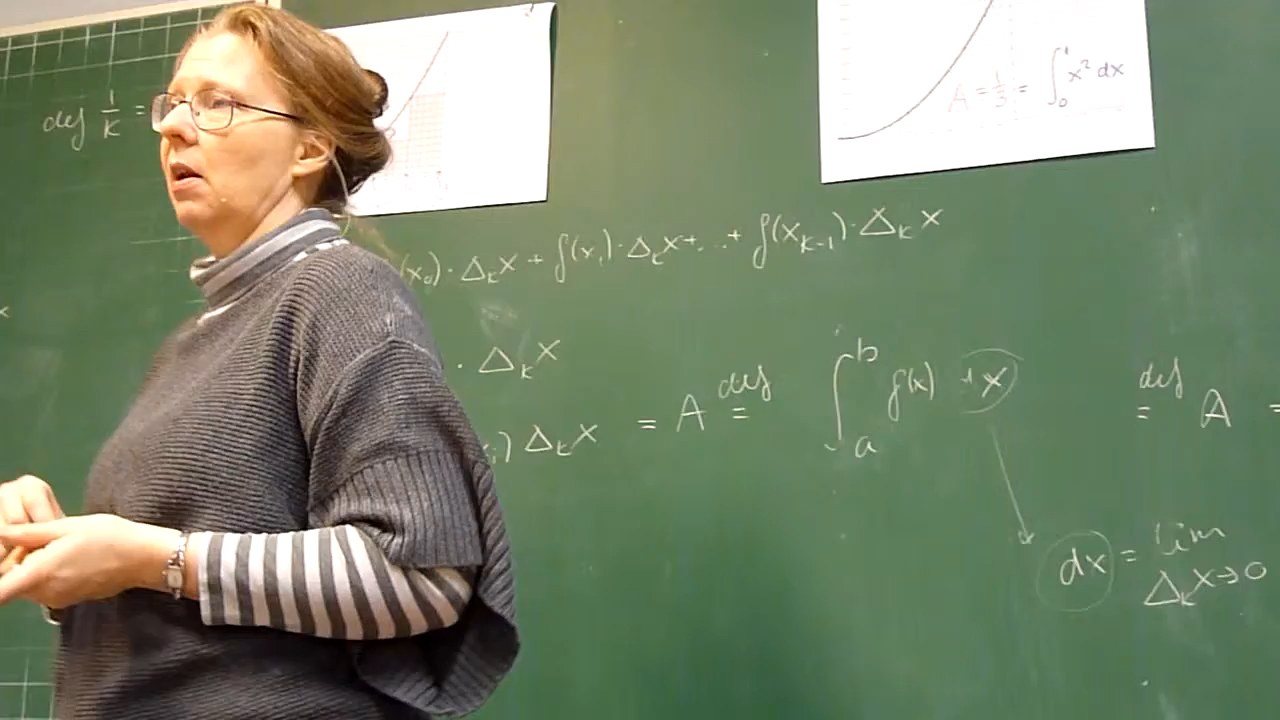 def 1/k =
A = 1/3 = ∫₀¹ x² dx
(x₀)·Δₖx + f(x₁)·Δₖx + ... + f(xₖ₋₁)·Δₖx
· Δₖx
= A def= ∫ₐᵇ f(x) dx def= A =
ᵢ) Δₖx
dx = lim Δₖx→0